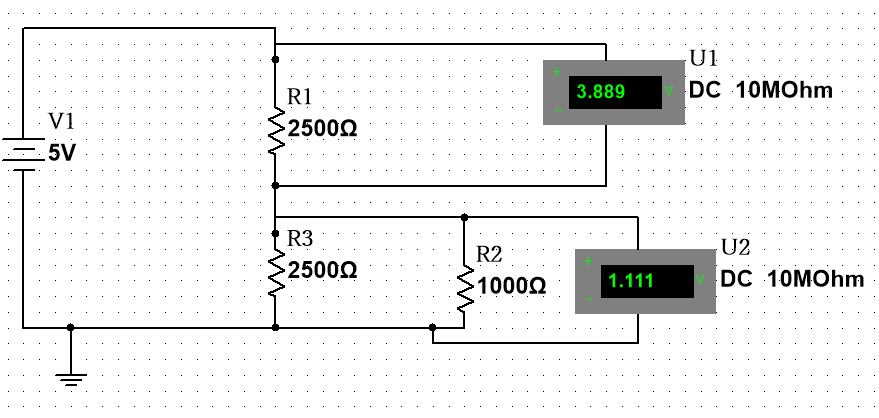 V1
5V
R1
2500Ω
+
3.889 V
−
U1
DC 10MOhm
R3
2500Ω
R2
1000Ω
+
1.111 V
−
U2
DC 10MOhm